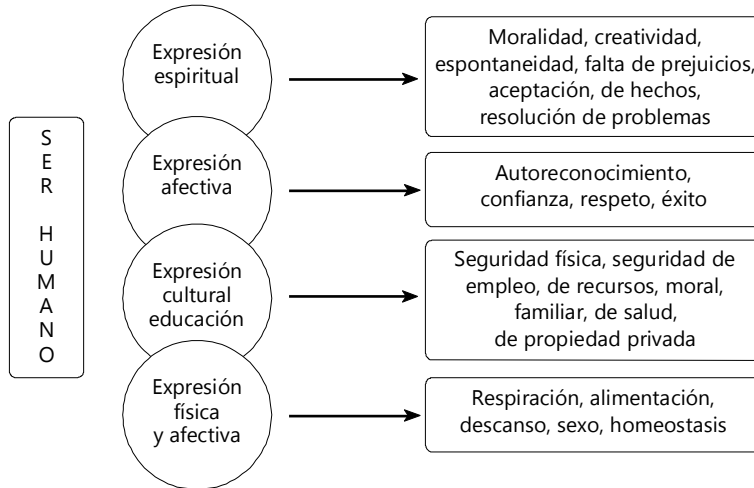 SER HUMANO
Expresión
espiritual
Moralidad, creatividad,
espontaneidad, falta de prejuicios,
aceptación, de hechos,
resolución de problemas
Expresión
afectiva
Autoreconocimiento,
confianza, respeto, éxito
Expresión
cultural
educación
Seguridad física, seguridad de
empleo, de recursos, moral,
familiar, de salud,
de propiedad privada
Expresión
física
y afectiva
Respiración, alimentación,
descanso, sexo, homeostasis